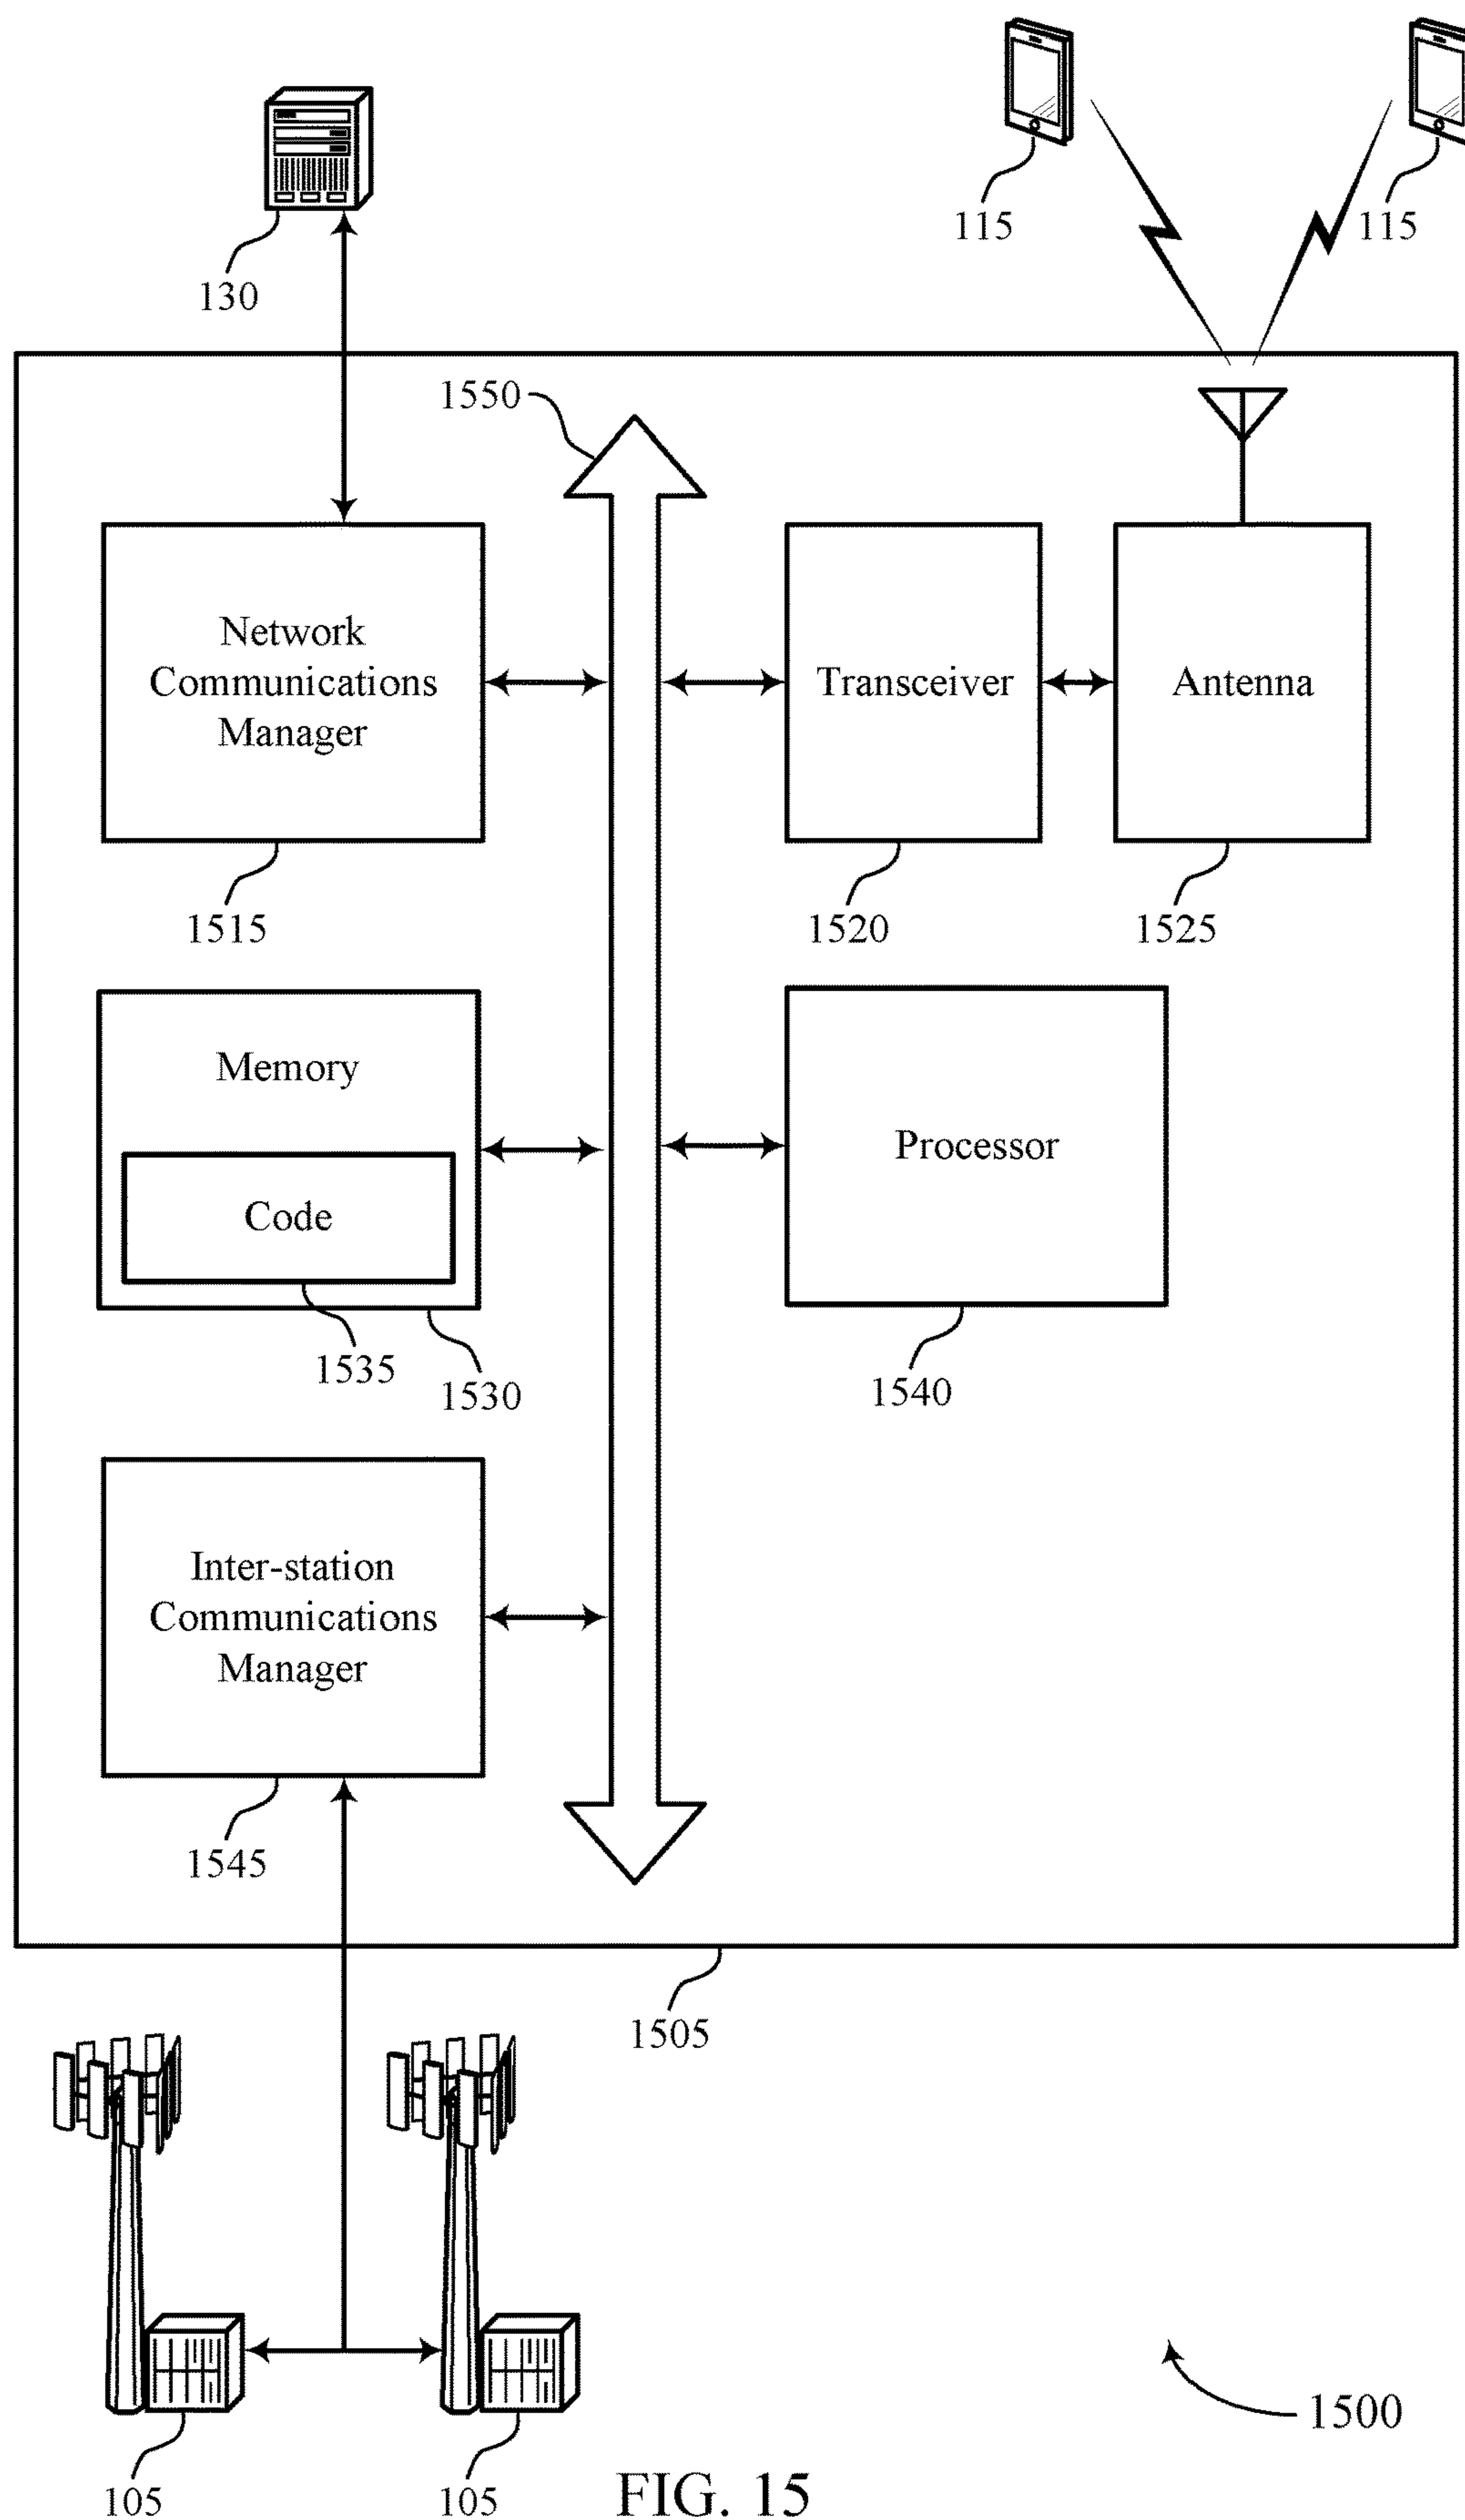 115
115
130
1550
Network
Communications
Manager
Transceiver
Antenna
1515
1520
1525
Memory
Code
Processor
1535
1530
1540
Inter-station
Communications
Manager
1545
1505
1500
105
105
FIG. 15